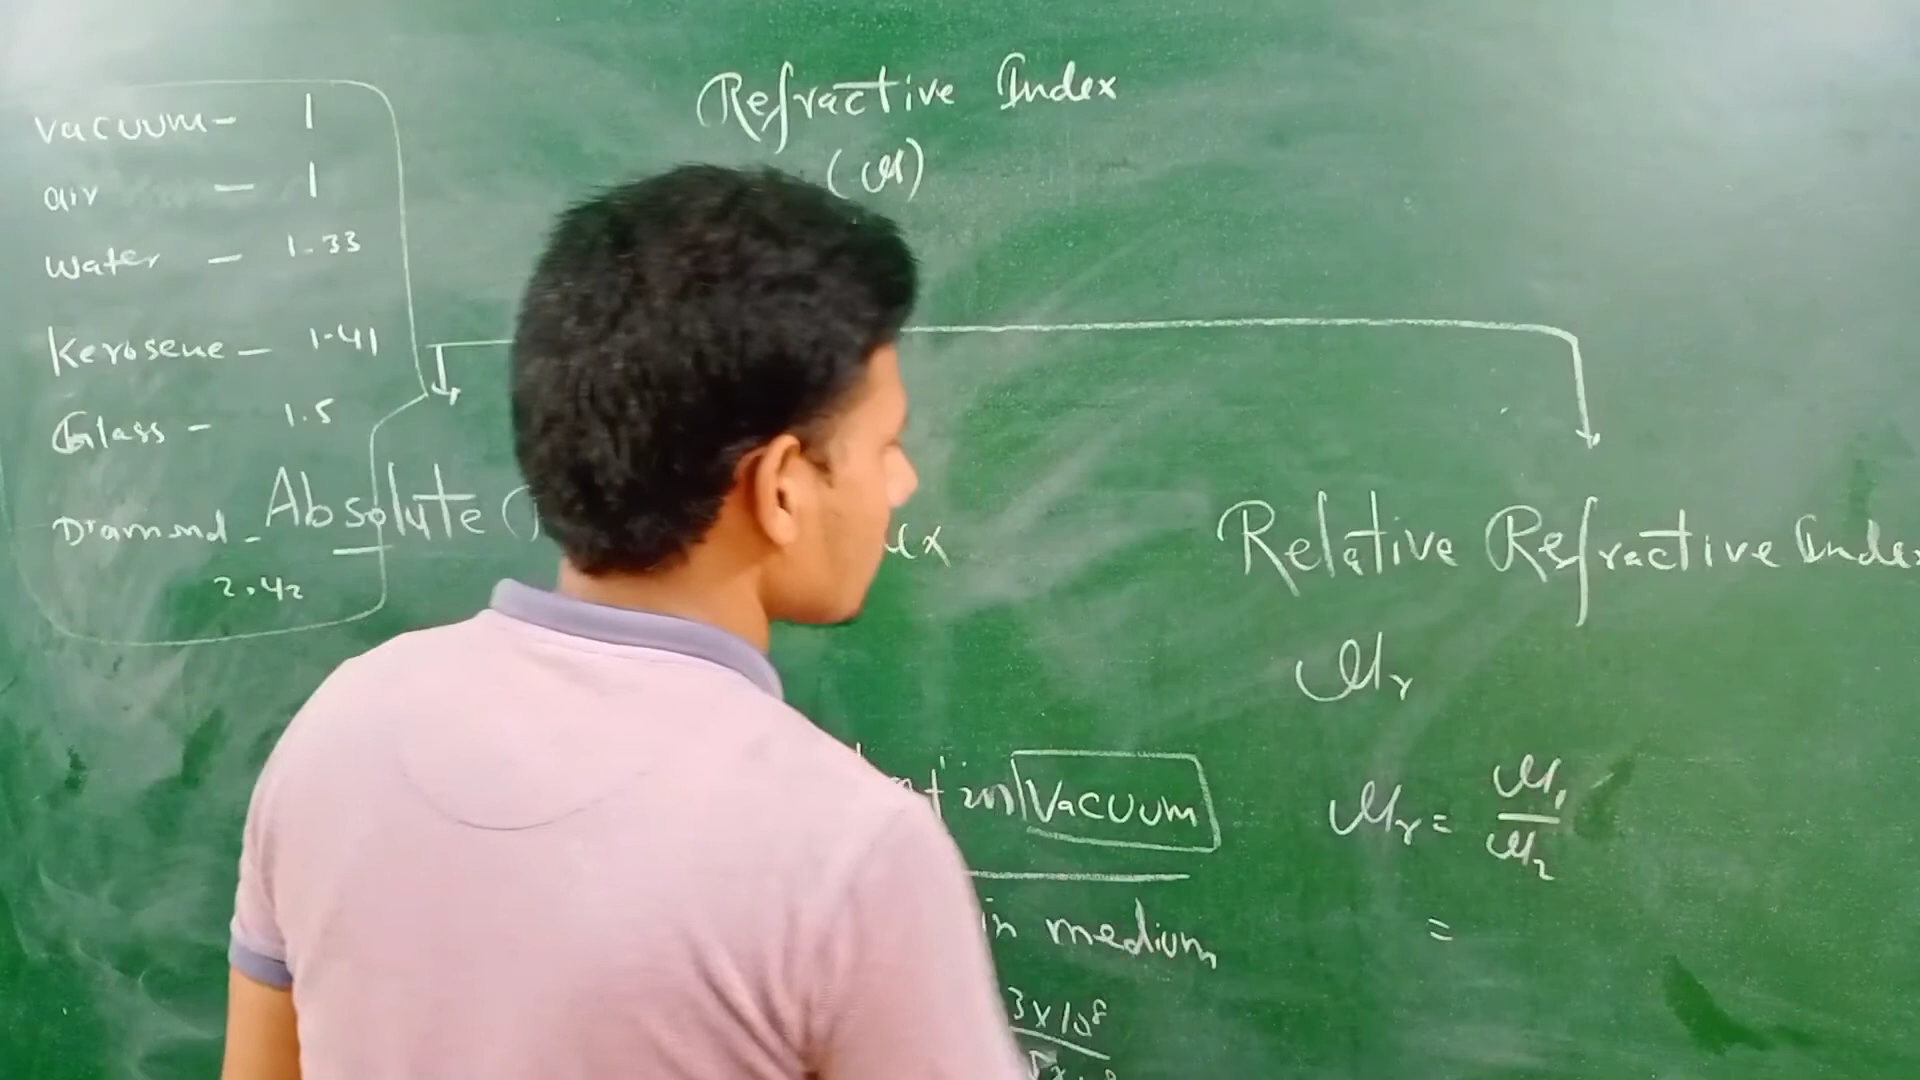 Refractive Index
(μ)
Vacuum - 1
air - 1
Water - 1.33
Kerosene - 1.41
Glass - 1.5
Diamond -
2.42
Absolute
Relative Refractive Index
μr
Vacuum
in medium
3×10⁸
μr = μ1/μ2
=